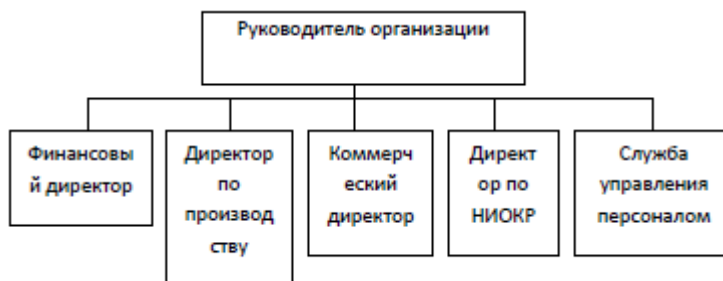 Руководитель организации
Финансовы
й директор
Директор
по
производ
ству
Коммерч
еский
директор
Директ
ор по
НИОКР
Служба
управления
персоналом